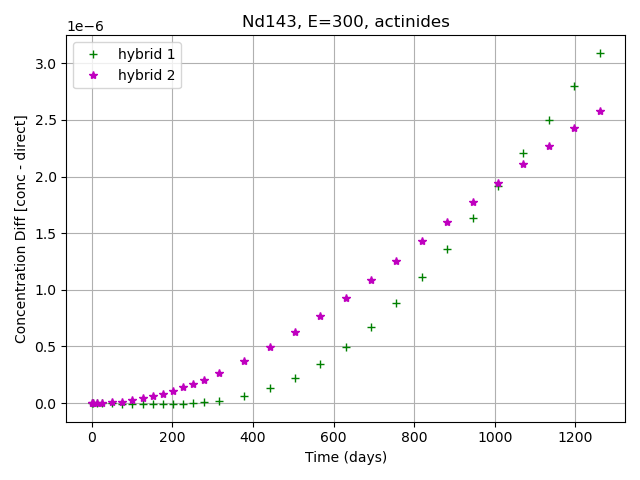 Nd143, E=300, actinides
1e−6
hybrid 1
hybrid 2
3.0
2.5
2.0
1.5
1.0
0.5
0.0
Concentration Diff [conc - direct]
0 200 400 600 800 1000 1200
Time (days)